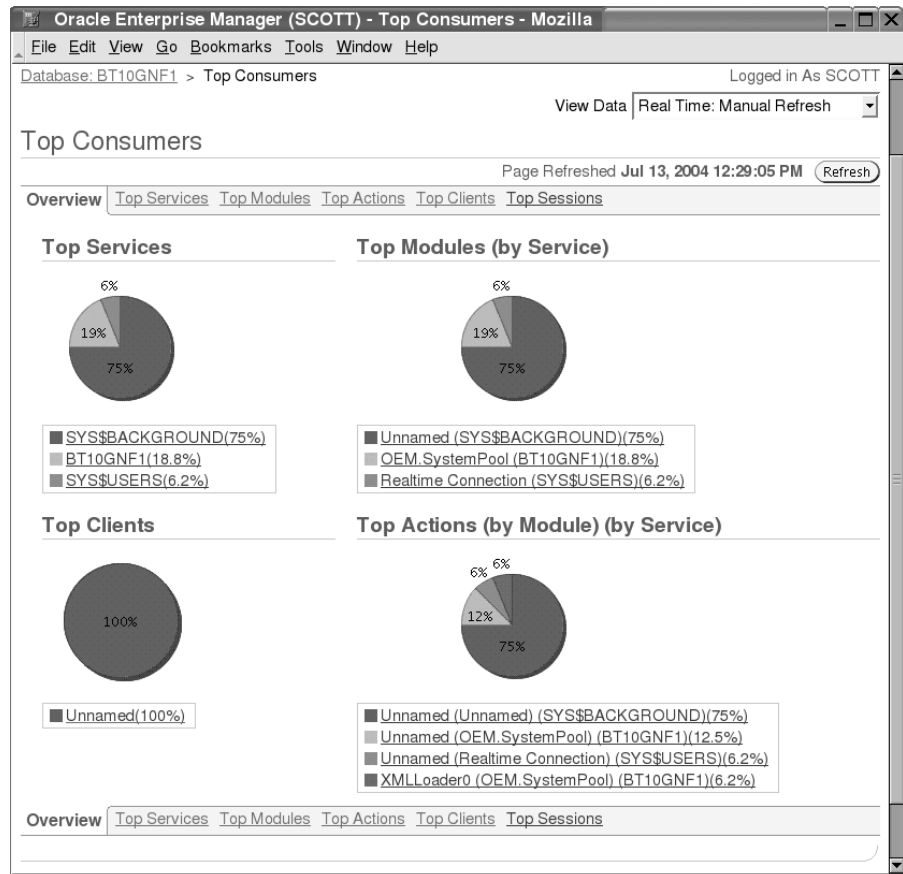 Oracle Enterprise Manager (SCOTT) - Top Consumers - Mozilla
File Edit View Go Bookmarks Tools Window Help
Database: BT10GNF1 > Top Consumers
Logged in As SCOTT
View Data Real Time: Manual Refresh
Top Consumers
Page Refreshed Jul 13, 2004 12:29:05 PM Refresh
Overview Top Services Top Modules Top Actions Top Clients Top Sessions
Top Services
6%
19%
75%
SYS$BACKGROUND(75%)
BT10GNF1(18.8%)
SYS$USERS(6.2%)
Top Modules (by Service)
6%
19%
75%
Unnamed (SYS$BACKGROUND)(75%)
OEM.SystemPool (BT10GNF1)(18.8%)
Realtime Connection (SYS$USERS)(6.2%)
Top Clients
100%
Unnamed(100%)
Top Actions (by Module) (by Service)
6% 6%
12%
75%
Unnamed (Unnamed) (SYS$BACKGROUND)(75%)
Unnamed (OEM.SystemPool) (BT10GNF1)(12.5%)
Unnamed (Realtime Connection) (SYS$USERS)(6.2%)
XMLLoader0 (OEM.SystemPool) (BT10GNF1)(6.2%)
Overview Top Services Top Modules Top Actions Top Clients Top Sessions